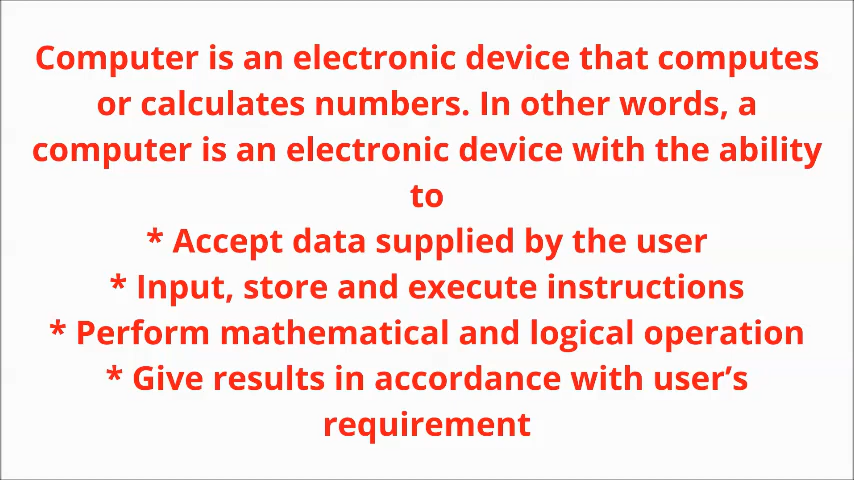 Computer is an electronic device that computes
or calculates numbers. In other words, a
computer is an electronic device with the ability
to
* Accept data supplied by the user
* Input, store and execute instructions
* Perform mathematical and logical operation
* Give results in accordance with user’s
requirement